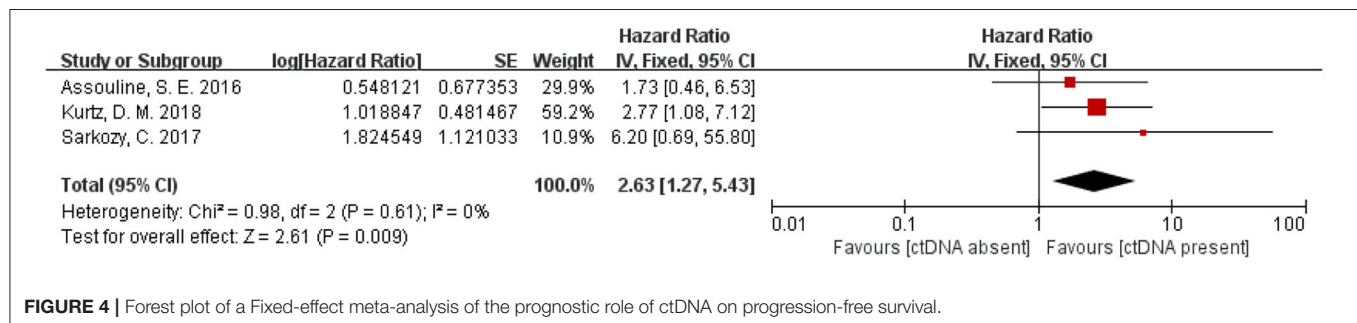 Hazard Ratio Hazard Ratio
Study or Subgroup log[Hazard Ratio] SE Weight IV, Fixed, 95% CI IV, Fixed, 95% CI
Assouline, S. E. 2016 0.548121 0.677353 29.9% 1.73 [0.46, 6.53]
Kurtz, D. M. 2018 1.018847 0.481467 59.2% 2.77 [1.08, 7.12]
Sarkozy, C. 2017 1.824549 1.121033 10.9% 6.20 [0.69, 55.80]
Total (95% CI) 100.0% 2.63 [1.27, 5.43]
Heterogeneity: Chi² = 0.98, df = 2 (P = 0.61); I² = 0%
Test for overall effect: Z = 2.61 (P = 0.009)
0.01 0.1 1 10 100
Favours [ctDNA absent] Favours [ctDNA present]
FIGURE 4 | Forest plot of a Fixed-effect meta-analysis of the prognostic role of ctDNA on progression-free survival.